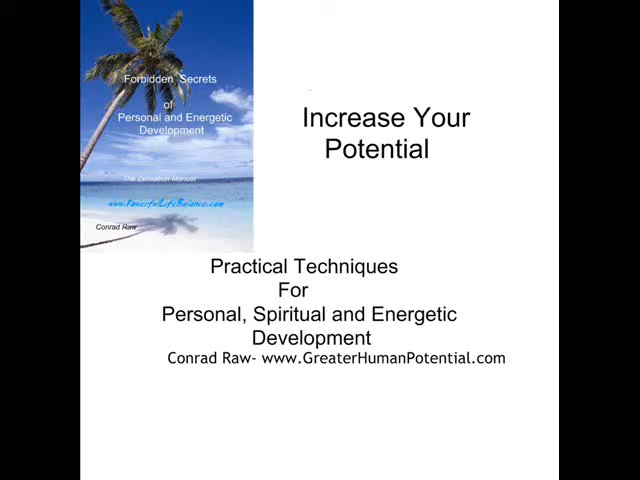 Forbidden Secrets
of
Personal and Energetic
Development
The Zensation Manual
www.PowerfulLifeBalance.com
Conrad Raw
Increase Your
Potential
Practical Techniques
For
Personal, Spiritual and Energetic
Development
Conrad Raw- www.GreaterHumanPotential.com